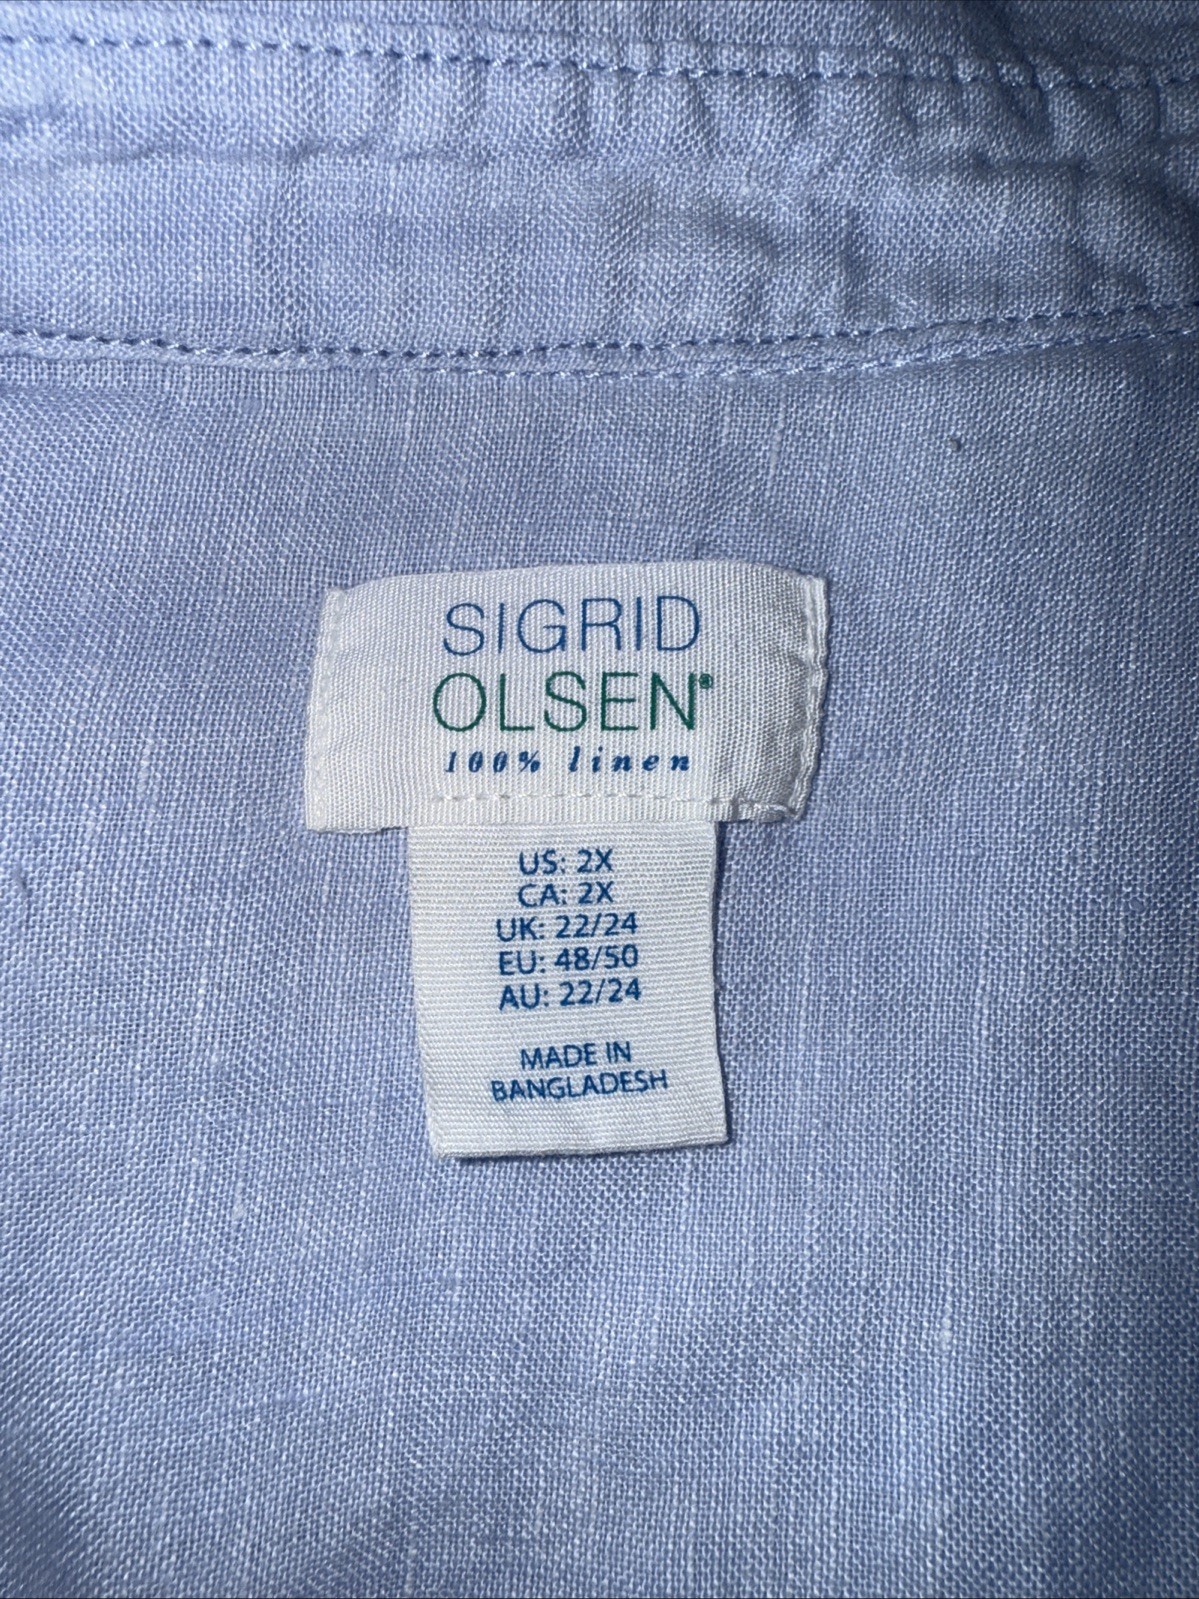 SIGRID
OLSEN®
100% linen
US: 2X
CA: 2X
UK: 22/24
EU: 48/50
AU: 22/24
MADE IN
BANGLADESH